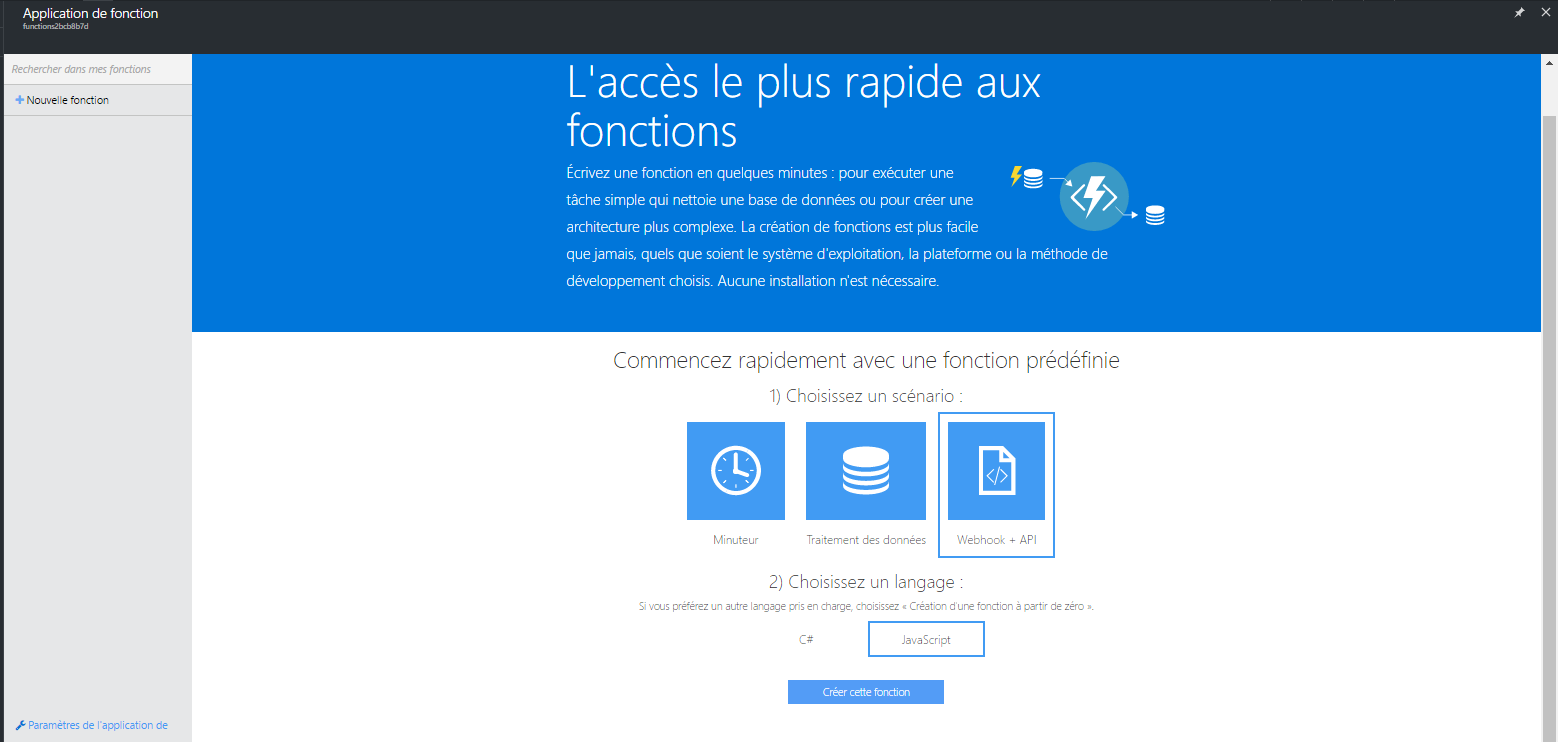 Application de fonction
functions2bcb8b7d
Rechercher dans mes fonctions
Nouvelle fonction
L'accès le plus rapide aux
fonctions
Écrivez une fonction en quelques minutes : pour exécuter une
tâche simple qui nettoie une base de données ou pour créer une
architecture plus complexe. La création de fonctions est plus facile
que jamais, quels que soient le système d'exploitation, la plateforme ou la méthode de
développement choisis. Aucune installation n'est nécessaire.
Commencez rapidement avec une fonction prédéfinie
1) Choisissez un scénario :
Minuteur
Traitement des données
Webhook + API
2) Choisissez un langage :
Si vous préférez un autre langage pris en charge, choisissez « Création d'une fonction à partir de zéro ».
C#
JavaScript
Créer cette fonction
Paramètres de l'application de